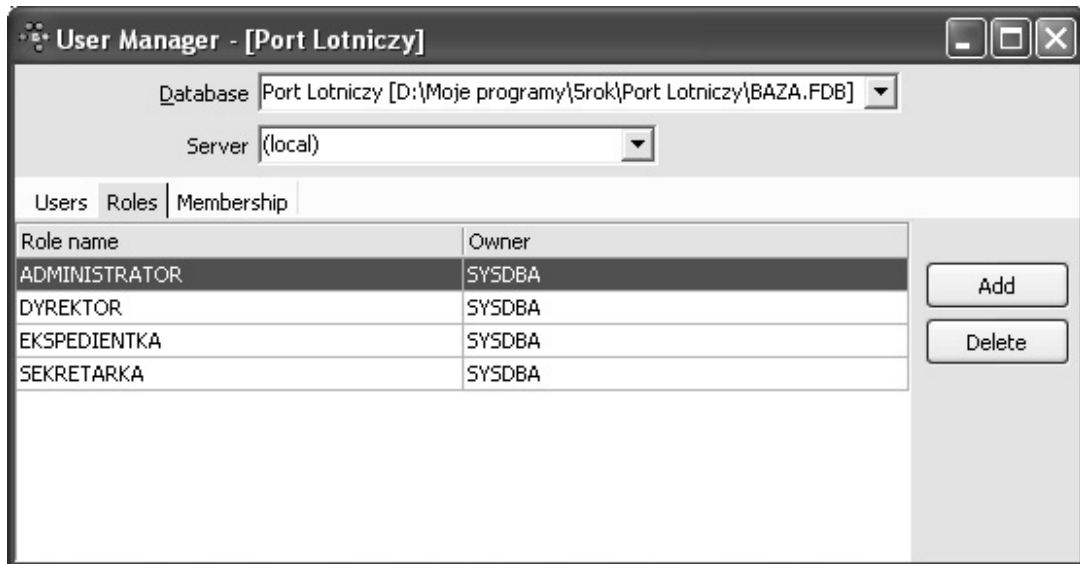 User Manager - [Port Lotniczy]
Database Port Lotniczy [D:\Moje programy\5rok\Port Lotniczy\BAZA.FDB]
Server (local)
Users Roles Membership
Role name Owner
ADMINISTRATOR SYSDBA
DYREKTOR SYSDBA
EKSPEDIENTKA SYSDBA
SEKRETARKA SYSDBA
Add
Delete